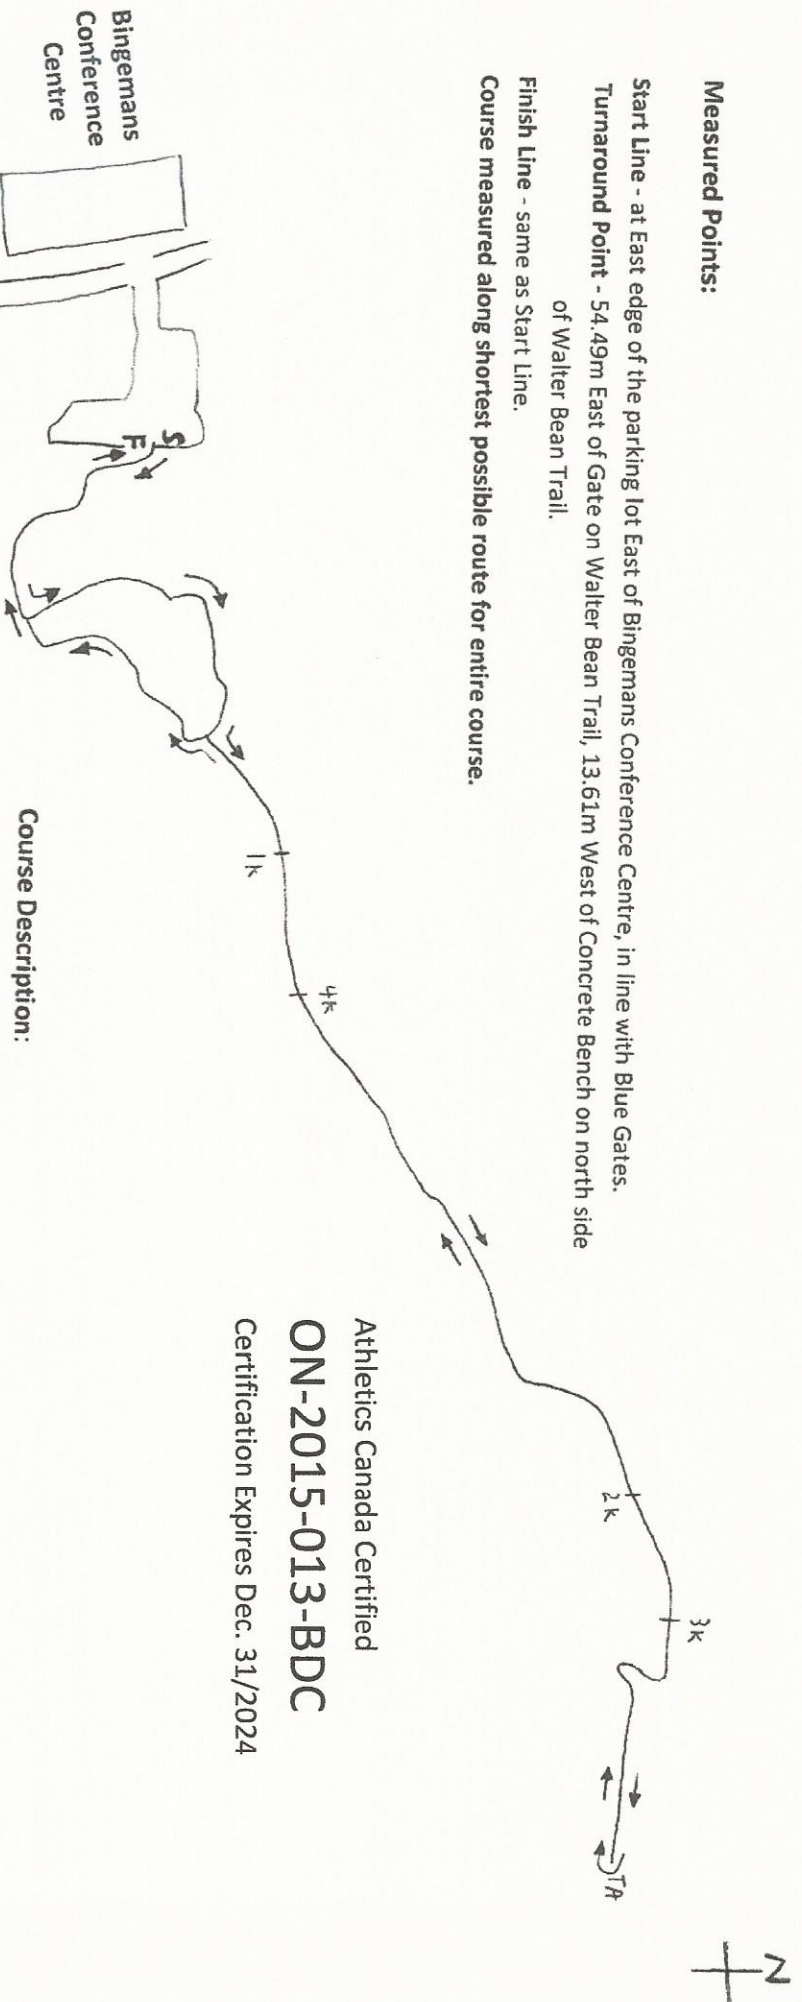 Measured Points:
Start Line - at East edge of the parking lot East of Bingemans Conference Centre, in line with Blue Gates.
Turnaround Point - 54.49m East of Gate on Walter Bean Trail, 13.61m West of Concrete Bench on north side
of Walter Bean Trail.
Finish Line - same as Start Line.
Course measured along shortest possible route for entire course.
N
3k
2k
TA
4k
1k
Athletics Canada Certified
ON-2015-013-BDC
Certification Expires Dec. 31/2024
Bingemans
Conference
Centre
S
F
Course Description: